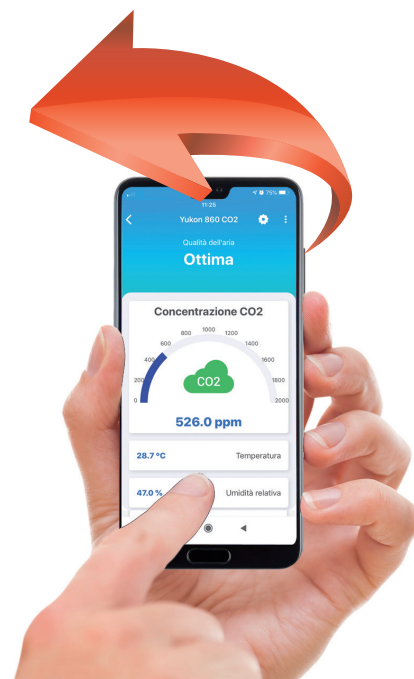 75%
11:25
Yukon 860 CO2
Qualità dell'aria
Ottima
Concentrazione CO2
800 1000 1200
600 1400
400 1600
200 1800
0 2000
CO2
526.0 ppm
28.7 °C Temperatura
47.0 % Umidità relativa